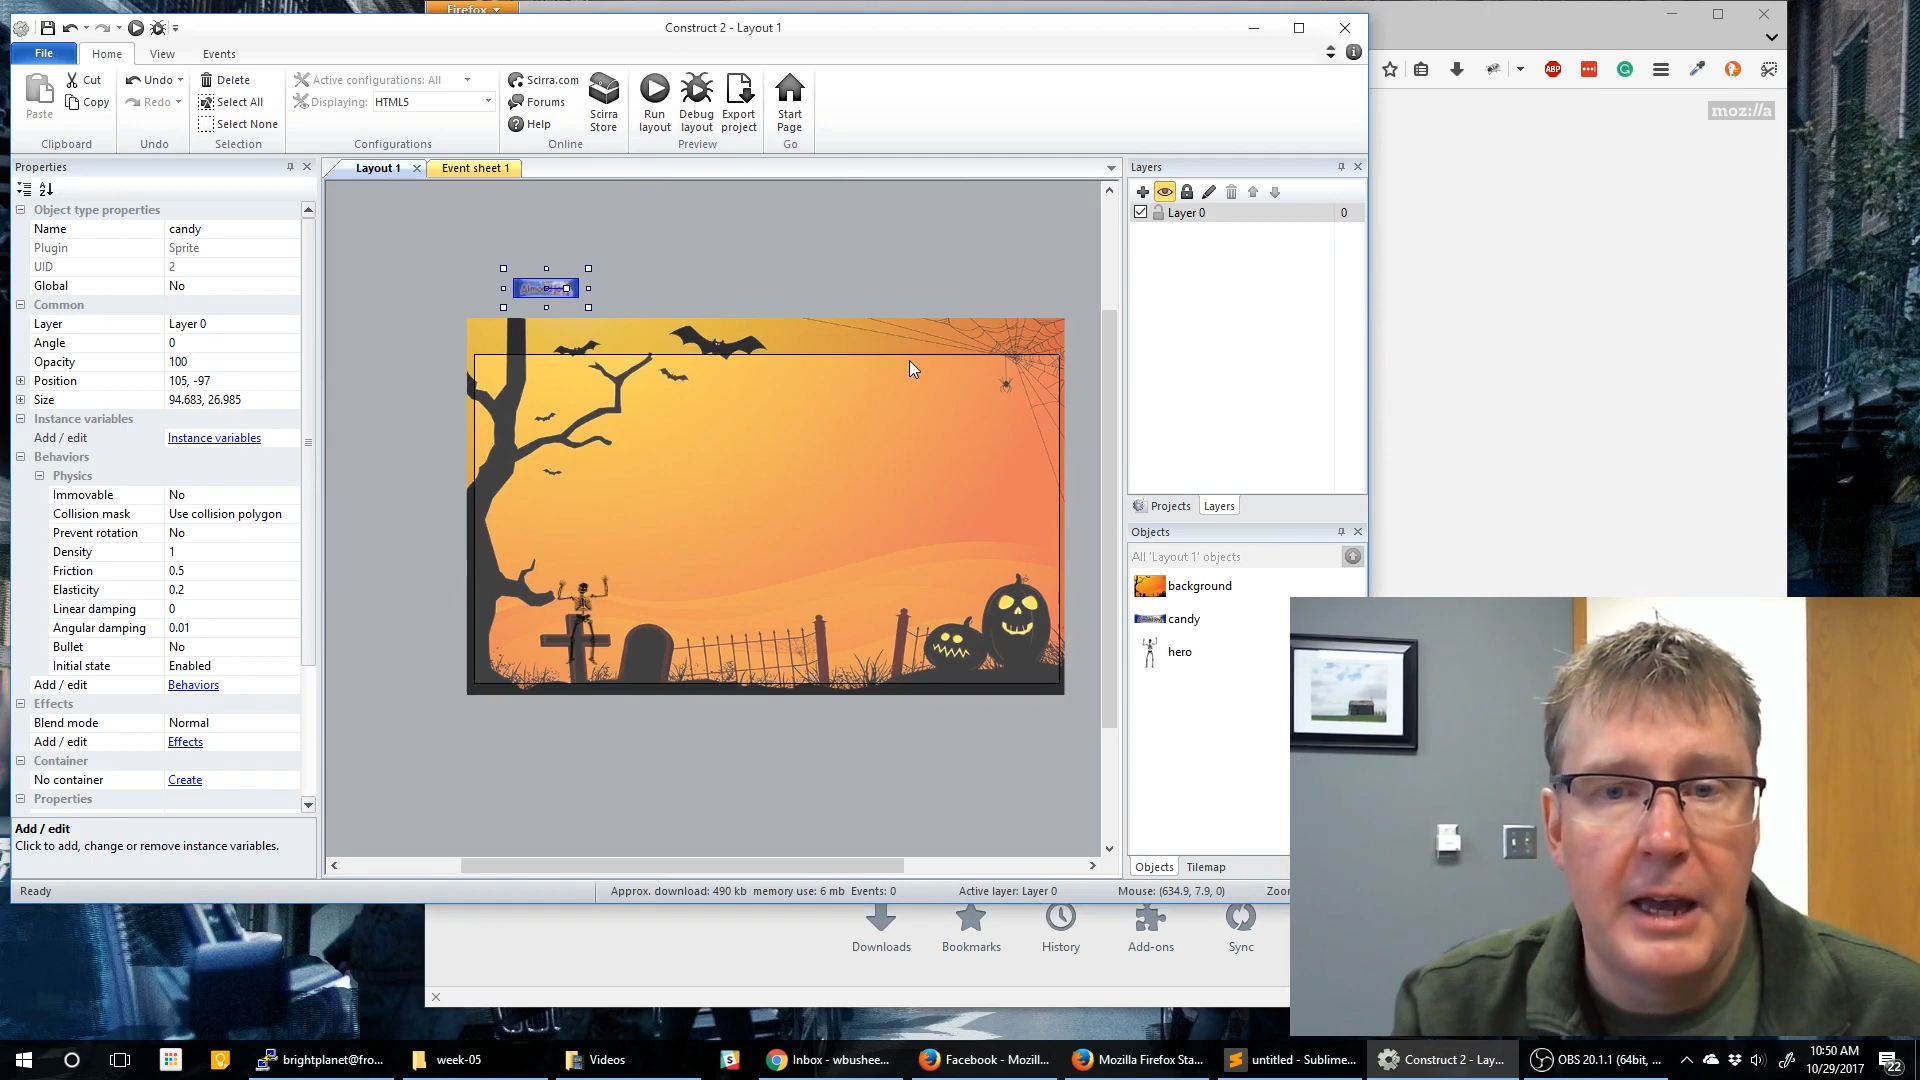 Firefox
Construct 2 - Layout 1
File
Home
View
Events
Paste
Cut
Copy
Clipboard
Undo
Redo
Undo
Delete
Select All
Select None
Selection
Active configurations: All
Displaying:
HTML5
Configurations
Scirra.com
Forums
Help
Scirra Store
Online
Run layout
Debug layout
Export project
Preview
Start Page
Go
ABP
moz://a
Properties
Object type properties
Name candy
Plugin Sprite
UID 2
Global No
Common
Layer Layer 0
Angle 0
Opacity 100
Position 105, -97
Size 94.683, 26.985
Instance variables
Add / edit Instance variables
Behaviors
Physics
Immovable No
Collision mask Use collision polygon
Prevent rotation No
Density 1
Friction 0.5
Elasticity 0.2
Linear damping 0
Angular damping 0.01
Bullet No
Initial state Enabled
Add / edit Behaviors
Effects
Blend mode Normal
Add / edit Effects
Container
No container Create
Properties
Add / edit
Click to add, change or remove instance variables.
Layout 1
Event sheet 1
Layers
Layer 0 0
Projects
Layers
Objects
All 'Layout 1' objects
background
candy
hero
Objects
Tilemap
Ready
Approx. download: 490 kb memory use: 6 mb Events: 0
Active layer: Layer 0
Mouse: (634.9, 7.9, 0)
Zoo
Downloads
Bookmarks
History
Add-ons
Sync
brightplanet@fro...
week-05
Videos
Inbox - wbushee...
Facebook - Mozill...
Mozilla Firefox Sta...
untitled - Sublime...
Construct 2 - Lay...
OBS 20.1.1 (64bit, ...
10:50 AM
10/29/2017
22